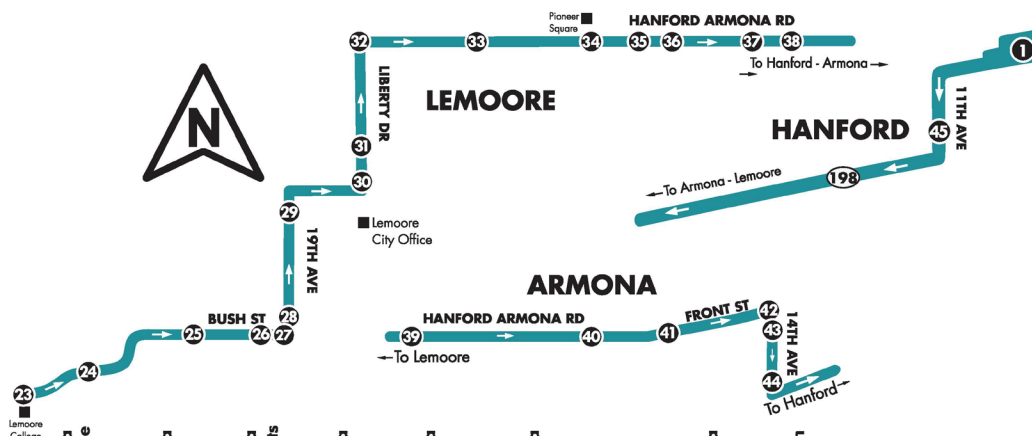 Pioneer
Square
HANFORD ARMONA RD
32
33
34
35
36
37
38
To Hanford - Armona
1
LIBERTY DR
LEMOORE
N
HANFORD
11TH AVE
45
31
30
198
To Armona - Lemoore
29
Lemoore
City Office
19TH AVE
ARMONA
BUSH ST
28
27
26
25
24
23
Lemoore
HANFORD ARMONA RD
39
40
41
FRONT ST
42
43
14TH AVE
44
To Lemoore
To Hanford